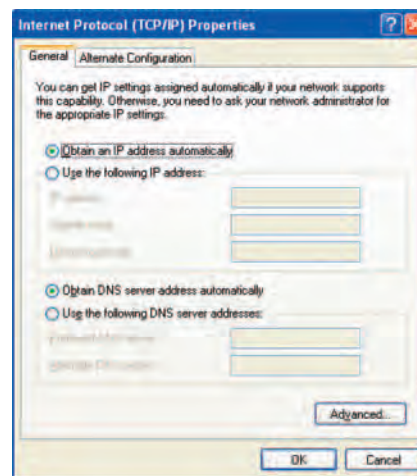 Internet Protocol (TCP/IP) Properties
General
Alternate Configuration
You can get IP settings assigned automatically if your network supports
this capability. Otherwise, you need to ask your network administrator for
the appropriate IP settings.
Obtain an IP address automatically
Use the following IP address:
Obtain DNS server address automatically
Use the following DNS server addresses:
Advanced...
OK
Cancel